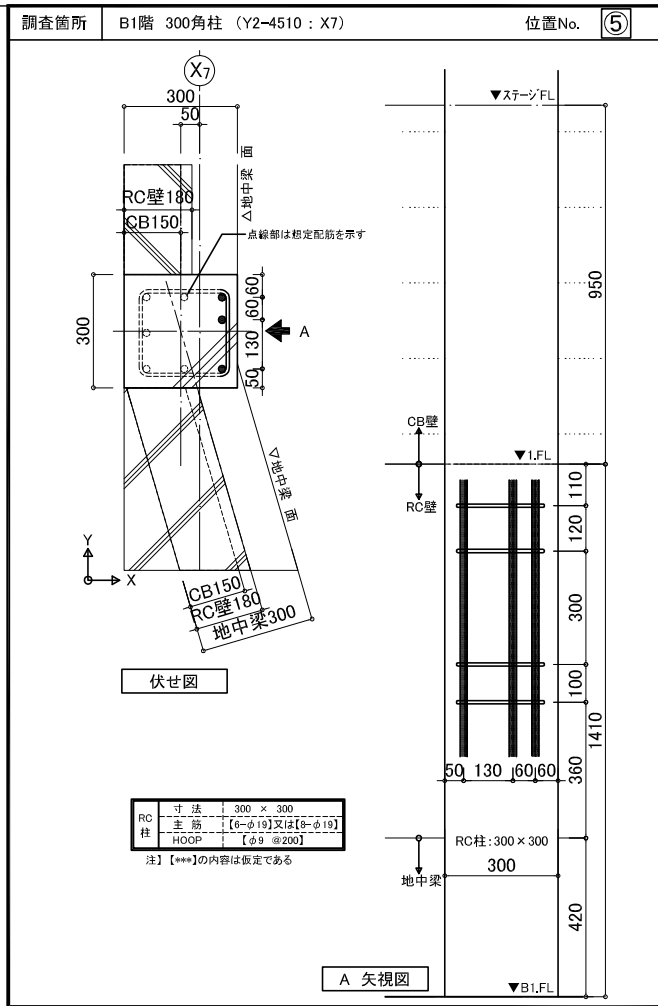 調査箇所 B1階 300角柱 (Y2-4510 : X7) 位置No. ⑤
X7
300
50
△地中梁 面
RC壁180
CB150
点線部は想定配筋を示す
300
60
60
130
50
A
▽地中梁 面
Y
X
CB150
RC壁180
地中梁300
伏せ図
▼ステージFL
950
CB壁
▼1.FL
RC壁
110
120
300
100
1410
360
50 130 60 60
RC柱:300×300
300
地中梁
420
▼B1.FL
A 矢視図
RC柱
寸 法 300 × 300
主 筋 【6-φ19】又は【8-φ19】
HOOP 【φ9 @200】
注】【***】の内容は仮定である